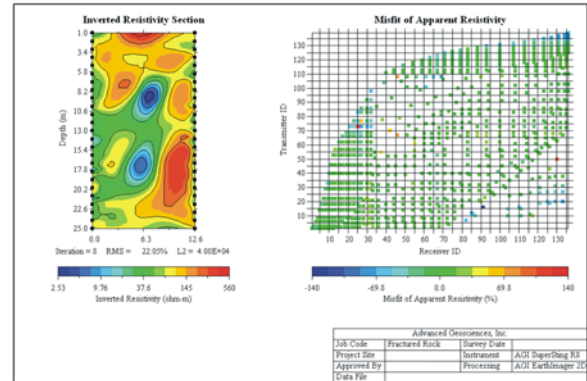 Inverted Resistivity Section
1.0
3.4
5.8
8.2
10.6
13.0
15.4
17.8
20.2
22.6
25.0
Depth (m)
0.0 6.3 12.6
Iteration = 8 RMS = 22.05% L2 = 4.00E+04
2.53 9.76 37.6 145 560
Inverted Resistivity (ohm-m)
Misfit of Apparent Resistivity
130
120
110
100
90
80
70
60
50
40
30
20
10
Transmitter ID
10 20 30 40 50 60 70 80 90 100 110 120 130
Receiver ID
-140 -69.8 0.0 69.8 140
Misfit of Apparent Resistivity (%)
Advanced Geosciences, Inc.
Job Code Fractured Rock Survey Date
Project Site Instrument AGI SuperSting R8
Approved By Processing AGI EarthImager 2D
Data File